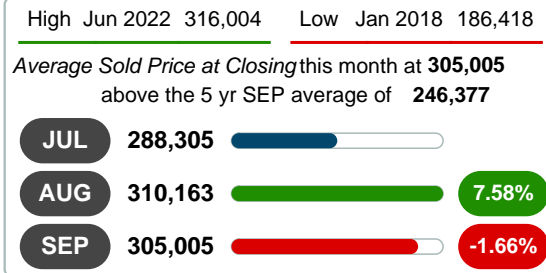 High Jun 2022 316,004 Low Jan 2018 186,418
Average Sold Price at Closing this month at 305,005
above the 5 yr SEP average of 246,377
JUL 288,305
AUG 310,163 7.58%
SEP 305,005 -1.66%